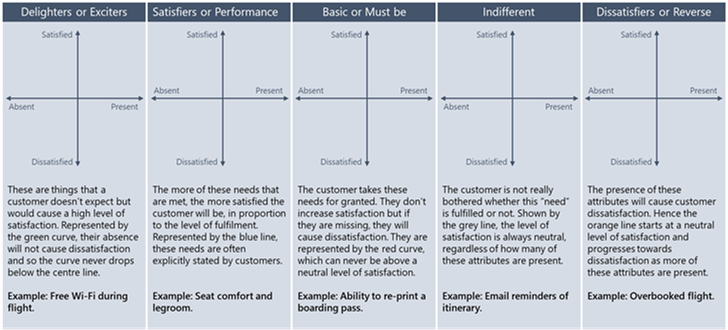 Delighters or Exciters
Satisfied
Absent
Present
Dissatisfied
These are things that a
customer doesn't expect but
would cause a high level of
satisfaction. Represented by
the green curve, their absence
will not cause dissatisfaction
and so the curve never drops
below the centre line.
Example: Free Wi-Fi during
flight.
Satisfiers or Performance
Satisfied
Absent
Present
Dissatisfied
The more of these needs that
are met, the more satisfied the
customer will be, in proportion
to the level of fulfilment.
Represented by the blue line,
these needs are often
explicitly stated by customers.
Example: Seat comfort and
legroom.
Basic or Must be
Satisfied
Absent
Present
Dissatisfied
The customer takes these
needs for granted. They don't
increase satisfaction but if
they are missing, they will
cause dissatisfaction. They are
represented by the red curve,
which can never be above a
neutral level of satisfaction.
Example: Ability to re-print a
boarding pass.
Indifferent
Satisfied
Absent
Present
Dissatisfied
The customer is not really
bothered whether this "need"
is fulfilled or not. Shown by
the grey line, the level of
satisfaction is always neutral,
regardless of how many of
these attributes are present.
Example: Email reminders of
itinerary.
Dissatisfiers or Reverse
Satisfied
Absent
Present
Dissatisfied
The presence of these
attributes will cause customer
dissatisfaction. Hence the
orange line starts at a neutral
level of satisfaction and
progresses towards
dissatisfaction as more of
these attributes are present.
Example: Overbooked flight.